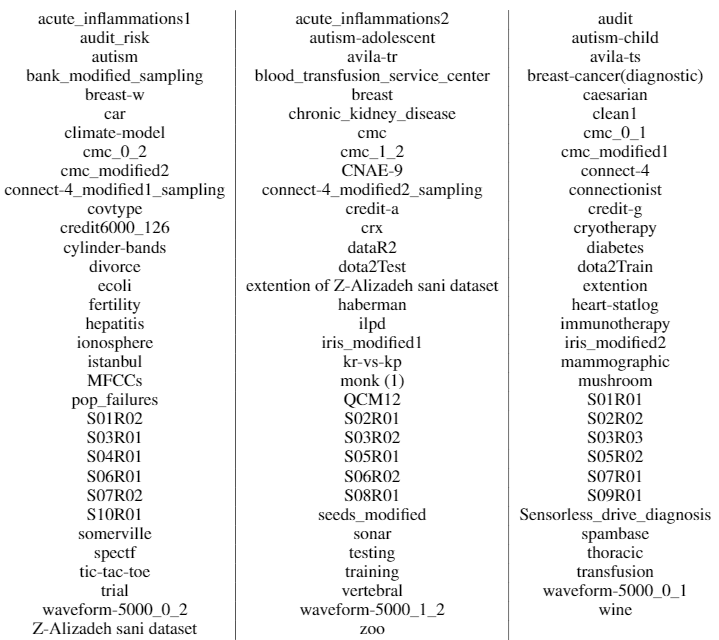 acute_inflammations1 acute_inflammations2 audit
audit_risk autism-adolescent autism-child
autism avila-tr avila-ts
bank_modified_sampling blood_transfusion_service_center breast-cancer(diagnostic)
breast-w breast caesarian
car chronic_kidney_disease clean1
climate-model cmc cmc_0_1
cmc_0_2 cmc_1_2 cmc_modified1
cmc_modified2 CNAE-9 connect-4
connect-4_modified1_sampling connect-4_modified2_sampling connectionist
covtype credit-a credit-g
credit6000_126 crx cryotherapy
cylinder-bands dataR2 diabetes
divorce dota2Test dota2Train
ecoli extention of Z-Alizadeh sani dataset extention
fertility haberman heart-statlog
hepatitis ilpd immunotherapy
ionosphere iris_modified1 iris_modified2
istanbul kr-vs-kp mammographic
MFCCs monk (1) mushroom
pop_failures QCM12 S01R01
S01R02 S02R01 S02R02
S03R01 S03R02 S03R03
S04R01 S05R01 S05R02
S06R01 S06R02 S07R01
S07R02 S08R01 S09R01
S10R01 seeds_modified Sensorless_drive_diagnosis
somerville sonar spambase
spectf testing thoracic
tic-tac-toe training transfusion
trial vertebral waveform-5000_0_1
waveform-5000_0_2 waveform-5000_1_2 wine
Z-Alizadeh sani dataset zoo